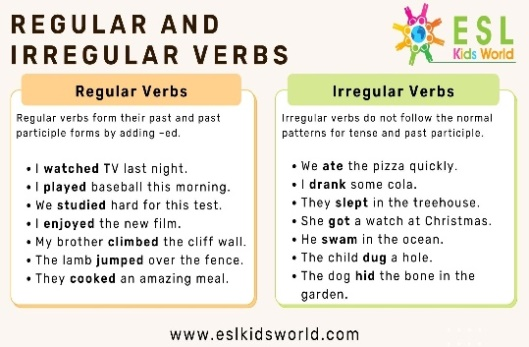 REGULAR AND
IRREGULAR VERBS
ESL
Kids World
Regular Verbs
Regular verbs form their past and past
participle forms by adding –ed.
• I watched TV last night.
• I played baseball this morning.
• We studied hard for this test.
• I enjoyed the new film.
• My brother climbed the cliff wall.
• The lamb jumped over the fence.
• They cooked an amazing meal.
Irregular Verbs
Irregular verbs do not follow the normal
patterns for tense and past participle.
• We ate the pizza quickly.
• I drank some cola.
• They slept in the treehouse.
• She got a watch at Christmas.
• He swam in the ocean.
• The child dug a hole.
• The dog hid the bone in the
garden.
www.eslkidsworld.com